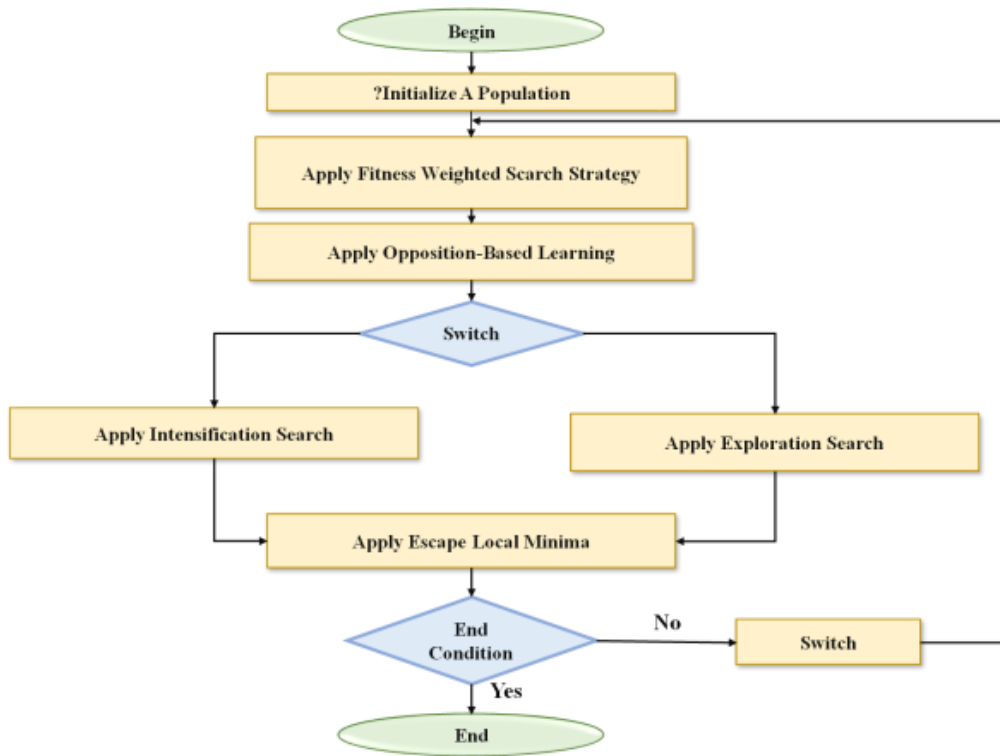 Begin
?Initialize A Population
Apply Fitness Weighted Scarch Strategy
Apply Opposition-Based Learning
Switch
Apply Intensification Search
Apply Exploration Search
Apply Escape Local Minima
End
Condition
No
Switch
Yes
End